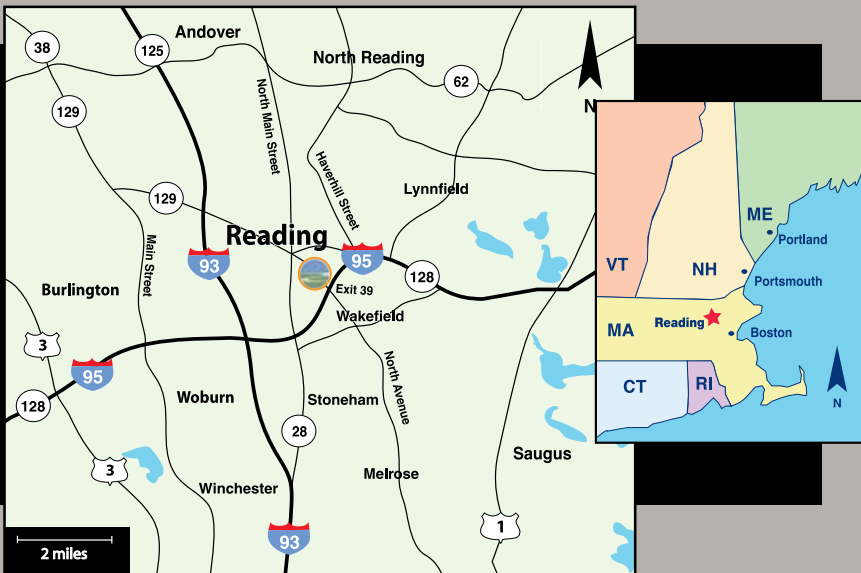 38
125
Andover
North Reading
62
129
North Main Street
N
Haverhill Street
129
Lynnfield
Reading
Main Street
93
95
128
Exit 39
Burlington
Wakefield
3
95
128
Woburn
Stoneham
North Avenue
28
Saugus
3
Winchester
Melrose
1
93
2 miles
ME
Portland
VT
NH
Portsmouth
Reading
MA
Boston
CT
RI
N